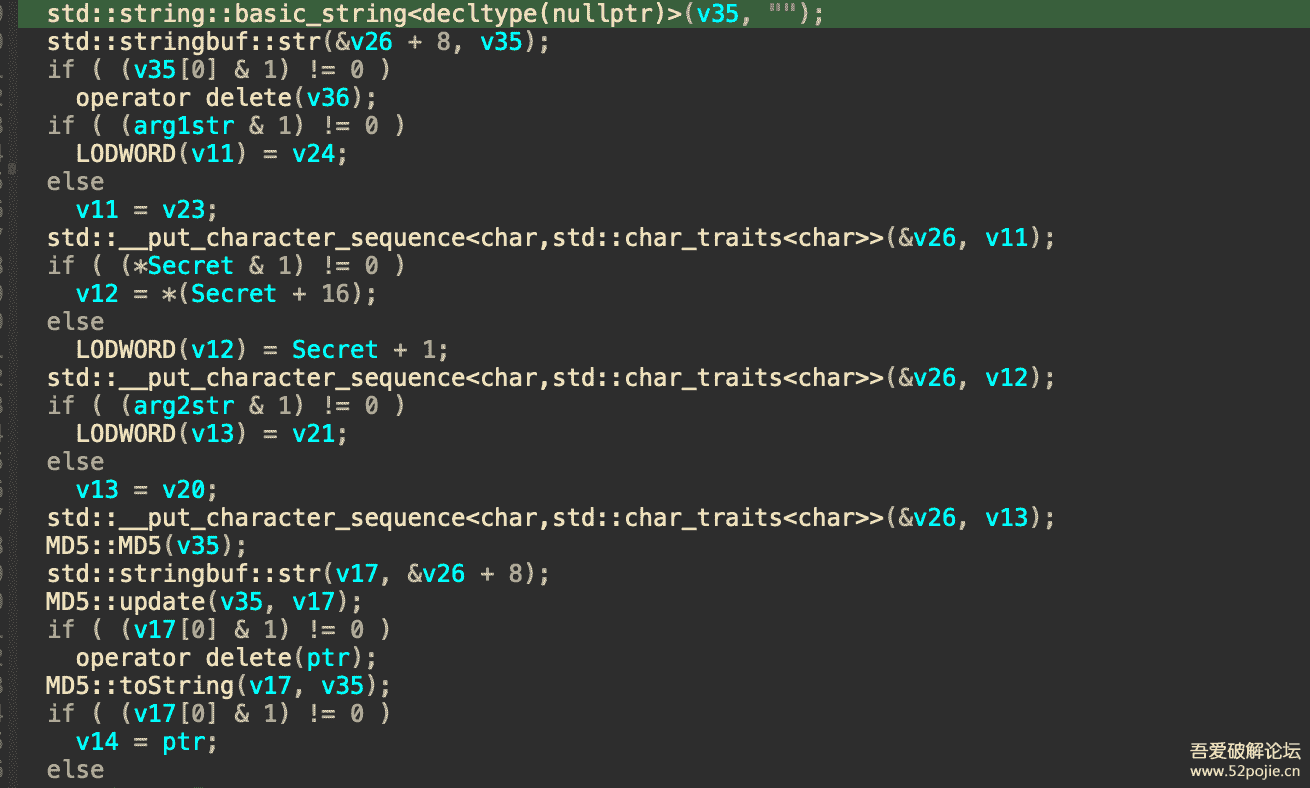 std::string::basic_string<decltype(nullptr)>(v35, "");
std::stringbuf::str(&v26 + 8, v35);
if ( (v35[0] & 1) != 0 )
  operator delete(v36);
if ( (arg1str & 1) != 0 )
  LODWORD(v11) = v24;
else
  v11 = v23;
std::__put_character_sequence<char,std::char_traits<char>>(&v26, v11);
if ( (*Secret & 1) != 0 )
  v12 = *(Secret + 16);
else
  LODWORD(v12) = Secret + 1;
std::__put_character_sequence<char,std::char_traits<char>>(&v26, v12);
if ( (arg2str & 1) != 0 )
  LODWORD(v13) = v21;
else
  v13 = v20;
std::__put_character_sequence<char,std::char_traits<char>>(&v26, v13);
MD5::MD5(v35);
std::stringbuf::str(v17, &v26 + 8);
MD5::update(v35, v17);
if ( (v17[0] & 1) != 0 )
  operator delete(ptr);
MD5::toString(v17, v35);
if ( (v17[0] & 1) != 0 )
  v14 = ptr;
else
吾爱破解论坛
www.52pojie.cn